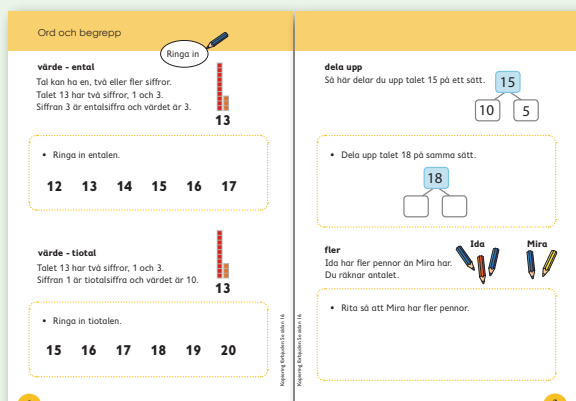 Ord och begrepp
Ringa in
värde - ental
Tal kan ha en, två eller fler siffror.
Talet 13 har två siffror, 1 och 3.
Siffran 3 är entalsiffra och värdet är 3.
13
• Ringa in entalen.
12 13 14 15 16 17
värde - tiotal
Talet 13 har två siffror, 1 och 3.
Siffran 1 är tiotalsiffra och värdet är 10.
13
• Ringa in tiotalen.
15 16 17 18 19 20
dela upp
Så här delar du upp talet 15 på ett sätt.
15
10 5
• Dela upp talet 18 på samma sätt.
18
fler
Ida har fler pennor än Mira har.
Du räknar antalet.
Ida Mira
• Rita så att Mira har fler pennor.